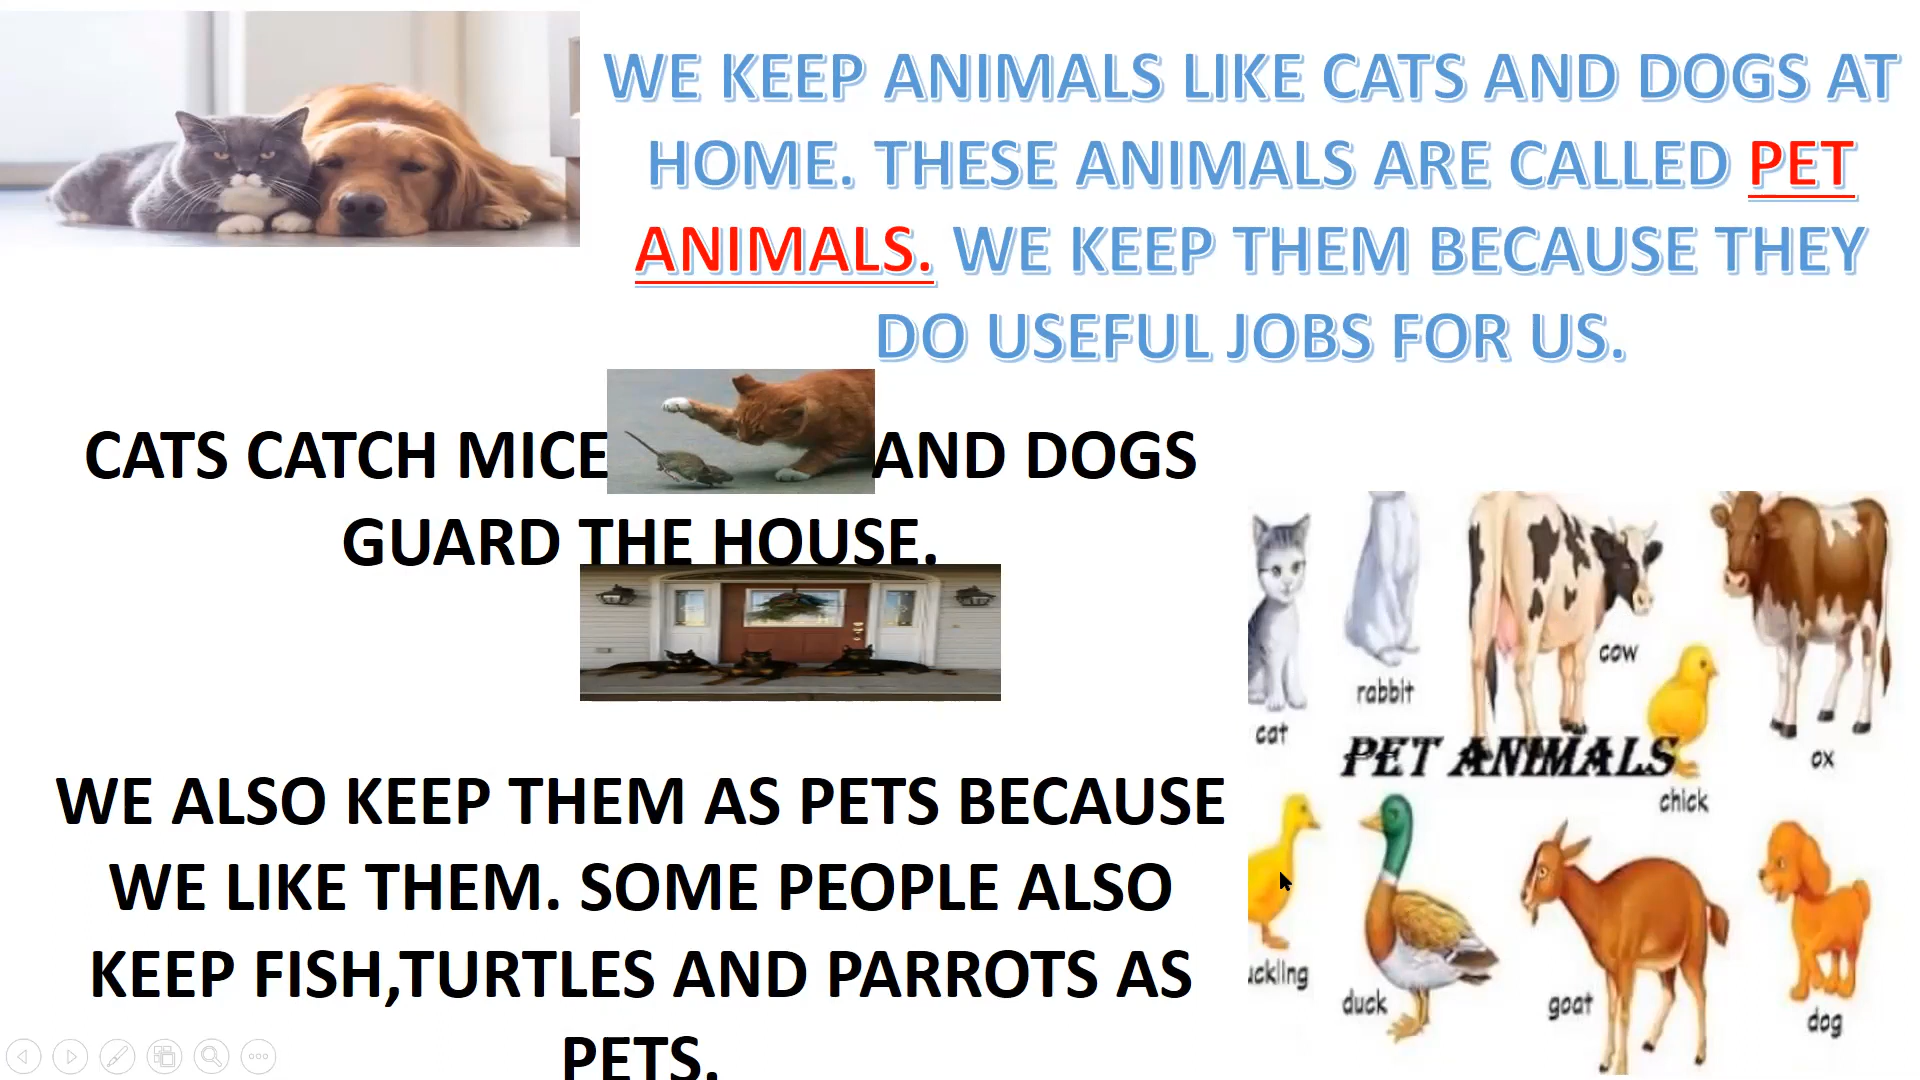 WE KEEP ANIMALS LIKE CATS AND DOGS AT
HOME. THESE ANIMALS ARE CALLED PET
ANIMALS. WE KEEP THEM BECAUSE THEY
DO USEFUL JOBS FOR US.
CATS CATCH MICE AND DOGS
GUARD THE HOUSE.
WE ALSO KEEP THEM AS PETS BECAUSE
WE LIKE THEM. SOME PEOPLE ALSO
KEEP FISH,TURTLES AND PARROTS AS
PETS.
cat
rabbit
cow
ox
PET ANIMALS
chick
uckling
duck
goat
dog